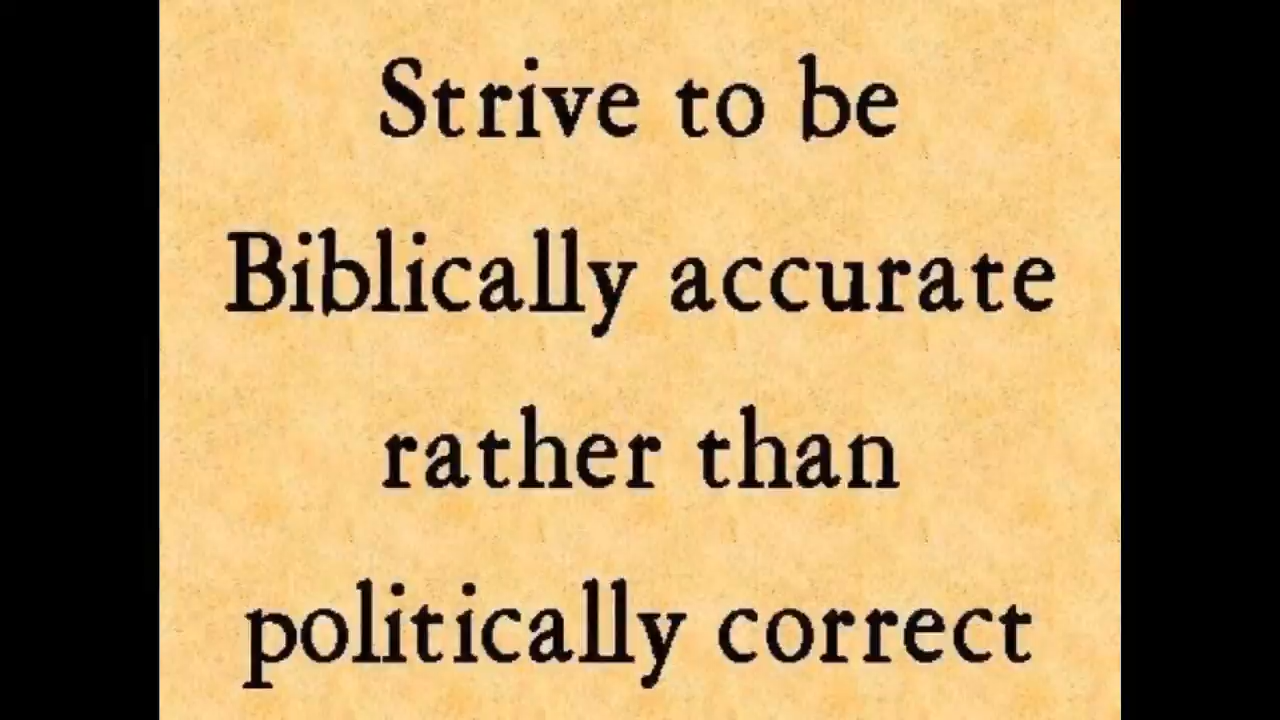 Strive to be
Biblically accurate
rather than
politically correct